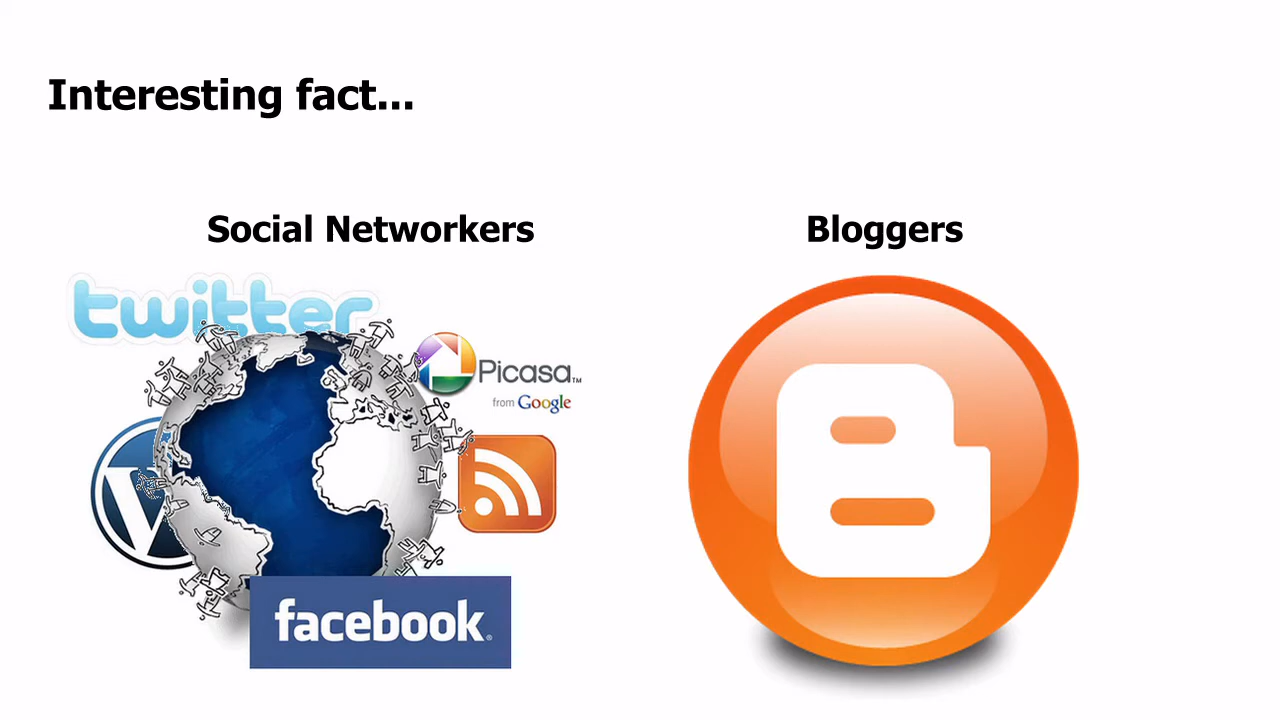 Interesting fact...
Social Networkers
Bloggers
twitter
Picasa™
from Google
W
facebook®
B